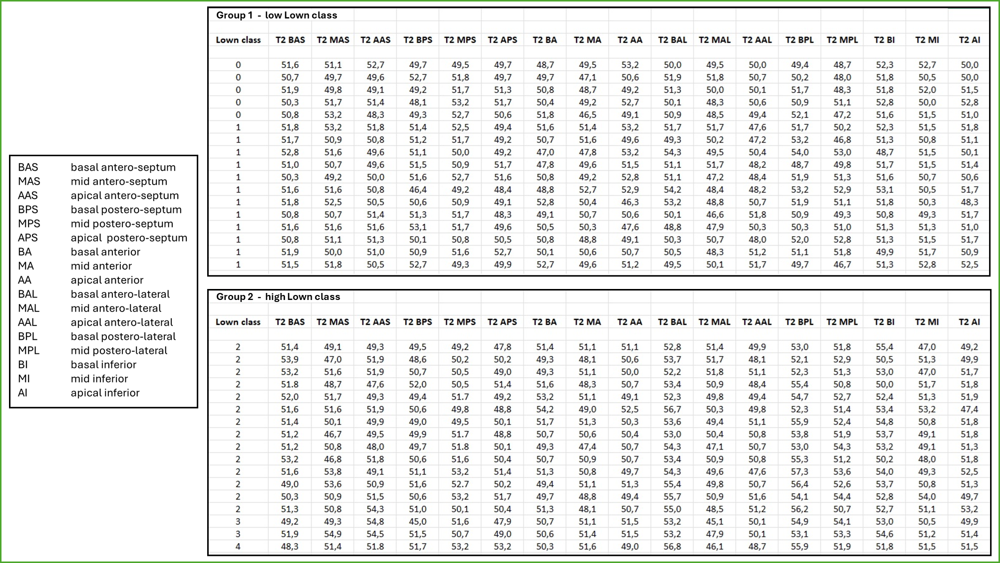 Group 1 - low Lown class
Lown class T2 BAS T2 MAS T2 AAS T2 BPS T2 MPS T2 APS T2 BA T2 MA T2 AA T2 BAL T2 MAL T2 AAL T2 BPL T2 MPL T2 BI T2 MI T2 AI
0 51,6 51,1 52,7 49,7 49,5 49,7 48,7 49,5 53,2 50,0 49,5 50,0 49,4 48,7 52,3 52,7 50,0
0 50,7 49,7 49,6 52,7 51,8 49,7 49,7 47,1 50,6 51,9 51,8 50,7 50,2 48,0 51,8 50,5 50,0
0 51,9 49,8 49,1 49,2 51,7 51,3 50,8 48,7 49,2 51,3 50,0 50,1 51,7 48,3 51,8 52,0 51,5
0 50,3 51,7 51,4 48,1 53,2 51,7 50,4 49,2 52,7 50,1 48,3 50,6 50,9 51,1 52,8 50,0 52,8
0 50,8 53,2 48,3 49,3 52,7 50,6 51,8 46,5 49,1 50,9 48,5 49,4 52,1 47,2 51,6 51,5 51,0
1 51,8 53,2 51,8 51,4 52,5 49,4 51,6 51,4 53,2 51,7 51,7 47,6 51,7 50,2 52,3 51,5 51,8
1 51,7 50,9 50,8 51,2 51,7 49,2 50,7 51,6 49,6 49,3 50,2 47,2 53,2 46,8 51,3 50,8 51,1
1 52,8 51,6 49,6 51,1 50,0 49,2 47,0 47,8 53,2 54,3 49,5 50,4 54,0 53,0 48,7 51,5 50,1
1 51,0 50,7 49,6 51,5 50,9 51,7 47,8 49,6 51,5 51,1 51,7 48,2 48,7 49,8 51,7 51,5 51,4
1 50,3 49,2 50,0 51,6 52,7 51,6 50,8 49,2 52,8 51,1 47,2 48,4 51,9 51,3 51,6 50,7 50,6
1 51,6 51,6 50,8 46,4 49,2 48,4 48,8 52,7 52,9 54,2 48,4 48,2 53,2 52,9 53,1 50,5 51,7
1 51,8 52,5 50,5 50,6 50,9 49,1 52,8 50,4 46,3 53,2 48,8 50,7 51,9 51,1 51,8 50,3 48,3
1 50,8 50,7 51,4 51,3 51,7 48,3 49,1 50,7 50,6 50,1 46,6 51,8 50,9 49,3 50,8 49,3 51,7
1 51,6 51,6 51,6 53,1 51,7 49,6 50,5 50,3 47,6 48,8 47,9 50,3 50,3 51,0 51,3 51,3 51,0
1 50,8 51,1 51,3 50,1 50,8 50,5 50,8 48,8 49,1 50,3 50,7 48,0 52,0 52,8 51,3 51,5 51,7
1 51,9 50,0 51,0 50,9 51,6 52,7 50,1 50,6 50,7 50,5 48,3 51,2 51,1 51,8 49,9 51,7 50,9
1 51,5 51,8 50,5 52,7 49,3 49,9 52,7 49,6 51,2 49,5 50,1 51,7 49,7 46,7 51,3 52,8 52,5
BAS basal antero-septum
MAS mid antero-septum
AAS apical antero-septum
BPS basal postero-septum
MPS mid postero-septum
APS apical postero-septum
BA basal anterior
MA mid anterior
AA apical anterior
BAL basal antero-lateral
MAL mid antero-lateral
AAL apical antero-lateral
BPL basal postero-lateral
MPL mid postero-lateral
BI basal inferior
MI mid inferior
AI apical inferior
Group 2 - high Lown class
Lown class T2 BAS T2 MAS T2 AAS T2 BPS T2 MPS T2 APS T2 BA T2 MA T2 AA T2 BAL T2 MAL T2 AAL T2 BPL T2 MPL T2 BI T2 MI T2 AI
2 51,4 49,1 49,3 49,5 49,2 47,8 51,4 51,1 51,1 52,8 51,4 49,9 53,0 51,8 55,4 47,0 49,2
2 53,9 47,0 51,9 48,6 50,2 50,2 49,3 48,1 50,6 53,7 51,7 48,1 52,1 52,9 50,5 51,3 49,9
2 53,2 51,6 51,9 50,7 50,5 49,0 49,3 51,1 50,0 52,2 51,8 51,1 52,3 51,3 53,0 47,0 51,7
2 51.8 48,7 47,6 52,0 50,5 51,4 51,6 48,3 50,7 53,4 50,9 48,4 55,4 50,8 50,0 51,7 51,8
2 52,0 51,7 49,3 49,4 51.7 49,2 53,2 51,1 49,1 52,3 49,8 49,4 54,7 52,7 52,4 51,3 51,9
2 51,6 51,6 51,9 50,6 49,8 48,8 54,2 49,0 52,5 56,7 50,3 49,8 52,3 51,4 53,4 53,2 47,4
2 51,4 50,1 49,9 49,0 49,5 50,1 51,7 51,3 50,3 53,6 49,4 51,1 55,9 52,4 54,8 50,8 51,8
2 51,2 46,7 49,5 49,9 51.7 48,8 50,7 50,6 50,4 53,0 50,4 50,8 53,8 51,9 53,7 49,1 51,8
2 51,2 50,8 48,0 49,7 51.8 50,1 49,3 47,4 50,7 54,3 47,1 50,7 53,0 54,3 53,2 49,1 51,3
2 53,2 46,8 51,8 50,6 51,6 50,4 50,7 50,9 50,7 53,4 50,9 50,8 55,3 51,2 50,2 48,0 51,8
2 51,6 53,8 49,1 51,1 53,2 51,4 51,3 50,8 49,7 54,3 49,6 47,6 57,3 53,6 54,0 49,3 52,5
2 49,0 53,6 50,9 51,6 52.7 50,2 49,4 51,1 51,3 55,4 49,8 50,7 56,4 52,6 53,7 50,8 51,3
2 50,3 50,9 51,5 50,6 53,2 51,7 49,7 48,8 49,4 55,7 50,9 51,6 54,1 54,4 52,8 54,0 49,7
2 51,3 50,8 54,3 51,0 50,1 50,4 51,3 48,1 50,7 55,0 48,5 51,2 56,2 50,7 52,7 51,1 53,2
3 49,2 49,3 54,8 45,0 51,6 47,9 50,7 51,1 51,5 53,2 45,1 50,1 54,9 54,1 53,0 50,5 49,9
3 51,9 54,9 54,5 51,5 50,7 49,0 50,6 51,4 51,5 53,2 47,9 50,1 53,1 53,3 54,6 51,2 51,4
4 48,3 51,4 51.8 51,7 53,2 53,2 50,3 51,6 49,0 56,8 46,1 48,7 55,9 51,9 51,8 51,5 51,5